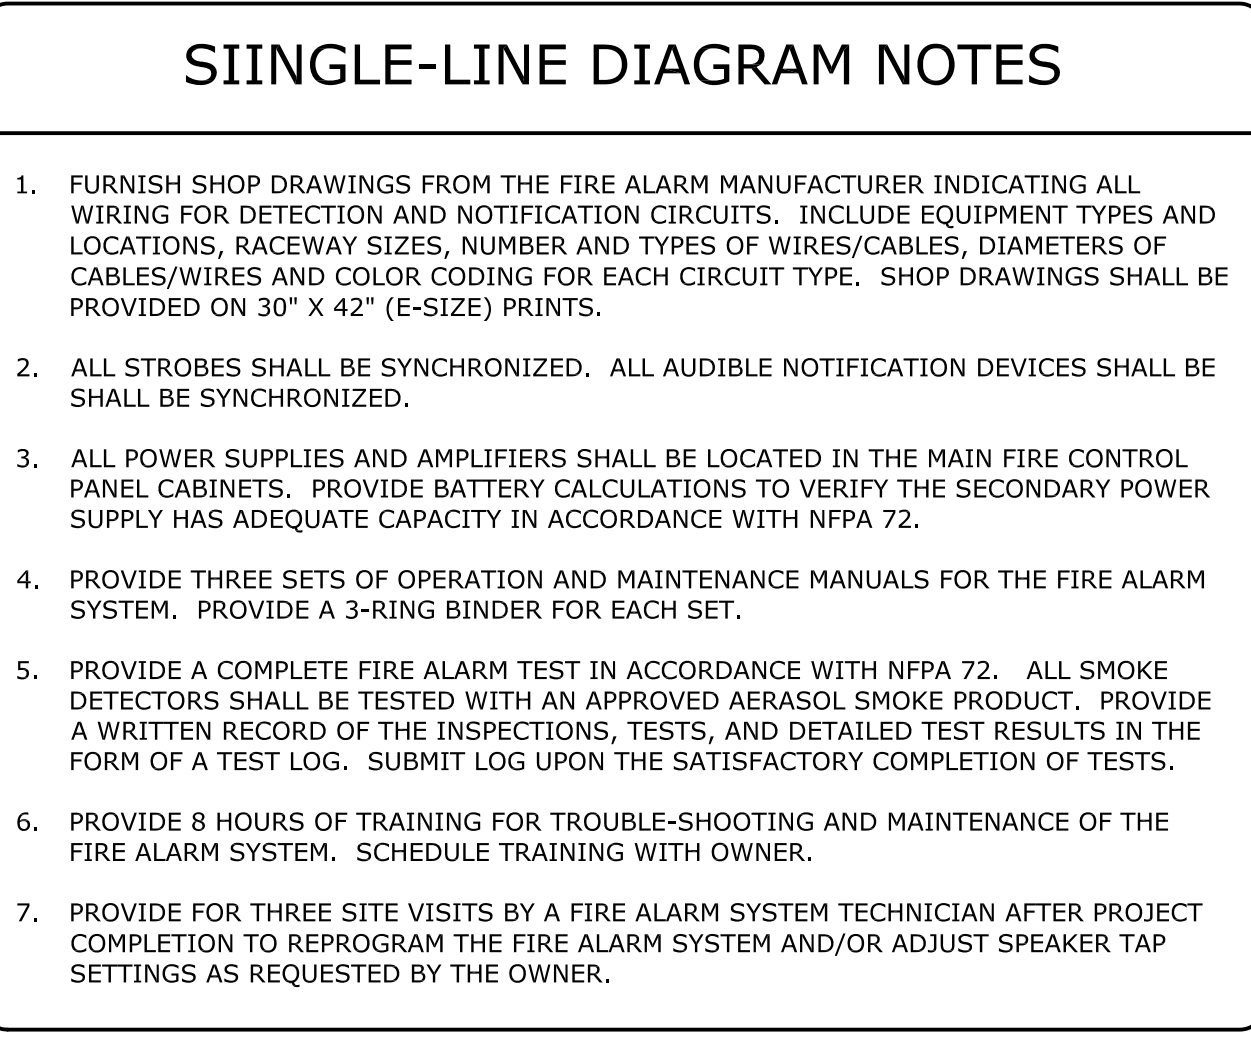 SIINGLE-LINE DIAGRAM NOTES
1. FURNISH SHOP DRAWINGS FROM THE FIRE ALARM MANUFACTURER INDICATING ALL
WIRING FOR DETECTION AND NOTIFICATION CIRCUITS. INCLUDE EQUIPMENT TYPES AND
LOCATIONS, RACEWAY SIZES, NUMBER AND TYPES OF WIRES/CABLES, DIAMETERS OF
CABLES/WIRES AND COLOR CODING FOR EACH CIRCUIT TYPE. SHOP DRAWINGS SHALL BE
PROVIDED ON 30" X 42" (E-SIZE) PRINTS.
2. ALL STROBES SHALL BE SYNCHRONIZED. ALL AUDIBLE NOTIFICATION DEVICES SHALL BE
SHALL BE SYNCHRONIZED.
3. ALL POWER SUPPLIES AND AMPLIFIERS SHALL BE LOCATED IN THE MAIN FIRE CONTROL
PANEL CABINETS. PROVIDE BATTERY CALCULATIONS TO VERIFY THE SECONDARY POWER
SUPPLY HAS ADEQUATE CAPACITY IN ACCORDANCE WITH NFPA 72.
4. PROVIDE THREE SETS OF OPERATION AND MAINTENANCE MANUALS FOR THE FIRE ALARM
SYSTEM. PROVIDE A 3-RING BINDER FOR EACH SET.
5. PROVIDE A COMPLETE FIRE ALARM TEST IN ACCORDANCE WITH NFPA 72. ALL SMOKE
DETECTORS SHALL BE TESTED WITH AN APPROVED AERASOL SMOKE PRODUCT. PROVIDE
A WRITTEN RECORD OF THE INSPECTIONS, TESTS, AND DETAILED TEST RESULTS IN THE
FORM OF A TEST LOG. SUBMIT LOG UPON THE SATISFACTORY COMPLETION OF TESTS.
6. PROVIDE 8 HOURS OF TRAINING FOR TROUBLE-SHOOTING AND MAINTENANCE OF THE
FIRE ALARM SYSTEM. SCHEDULE TRAINING WITH OWNER.
7. PROVIDE FOR THREE SITE VISITS BY A FIRE ALARM SYSTEM TECHNICIAN AFTER PROJECT
COMPLETION TO REPROGRAM THE FIRE ALARM SYSTEM AND/OR ADJUST SPEAKER TAP
SETTINGS AS REQUESTED BY THE OWNER.